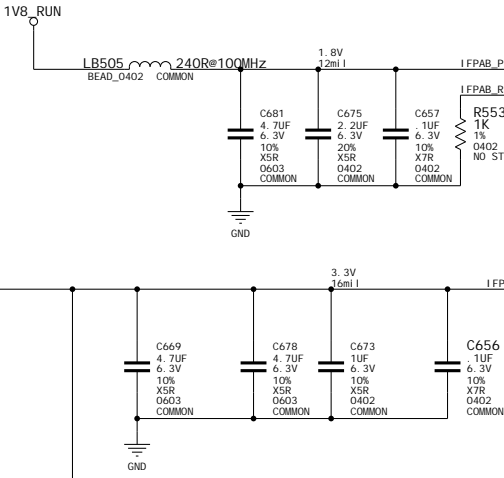 1V8_RUN
LB505 240R@100MHz
BEAD_0402 COMMON
1.8V
12mil
IFPAB_P
IFPAB_R
C681
4.7UF
6.3V
10%
X5R
0603
COMMON
C675
2.2UF
6.3V
20%
X5R
0402
COMMON
C657
.1UF
6.3V
10%
X7R
0402
COMMON
R553
1K
1%
0402
NO ST
GND
3.3V
16mil
IFP
C669
4.7UF
6.3V
10%
X5R
0603
COMMON
C678
4.7UF
6.3V
10%
X5R
0603
COMMON
C673
1UF
6.3V
10%
X5R
0402
COMMON
C656
.1UF
6.3V
10%
X7R
0402
COMMON
GND